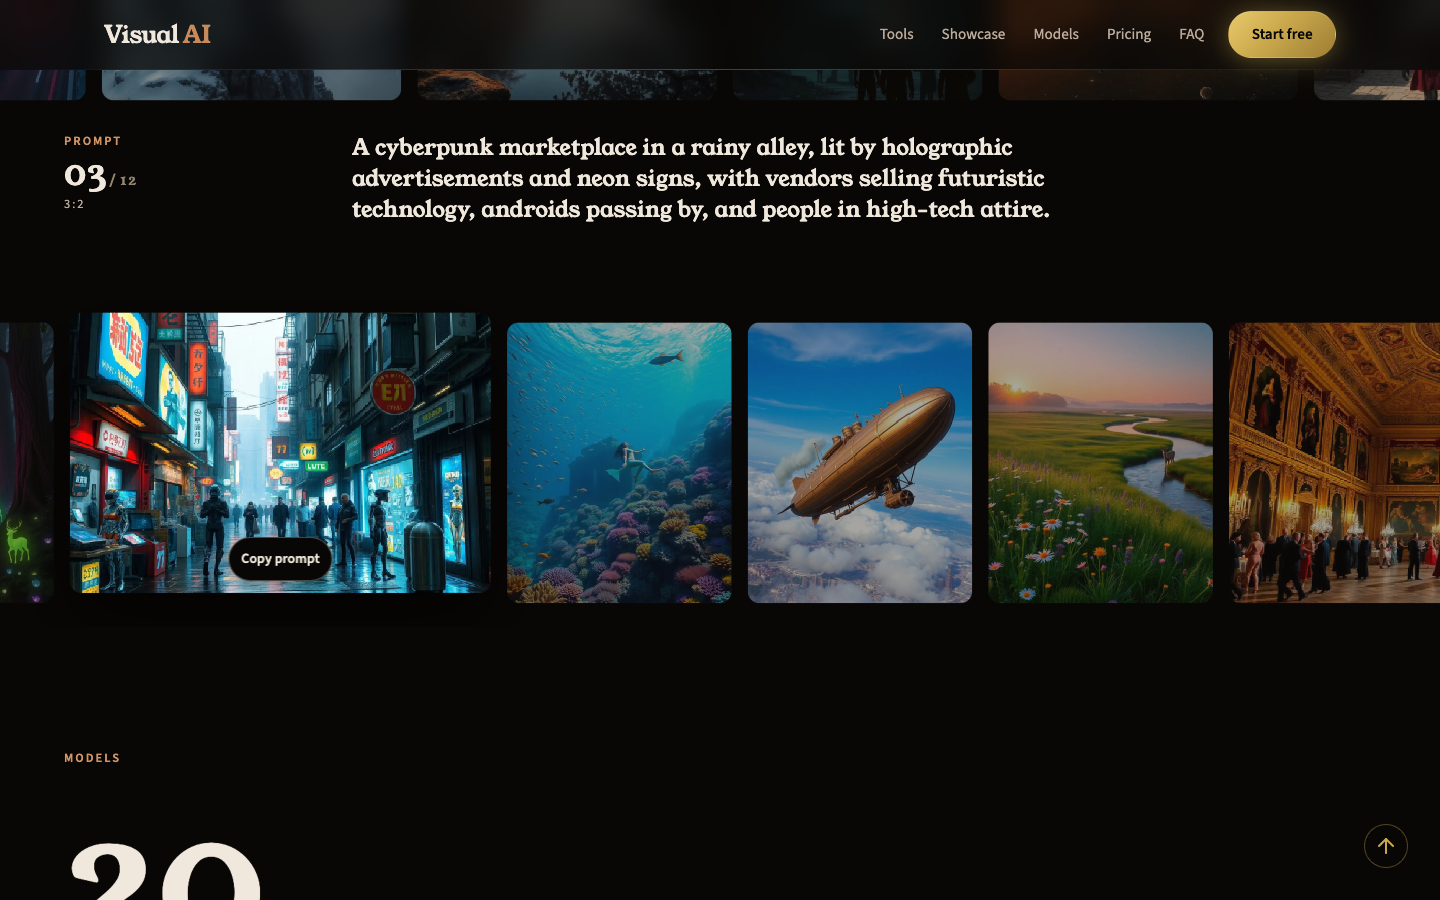 Visual AI
Tools
Showcase
Models
Pricing
FAQ
Start free
PROMPT
03 / 12
3:2
A cyberpunk marketplace in a rainy alley, lit by holographic
advertisements and neon signs, with vendors selling futuristic
technology, androids passing by, and people in high-tech attire.
LUTE
Copy prompt
MODELS
20